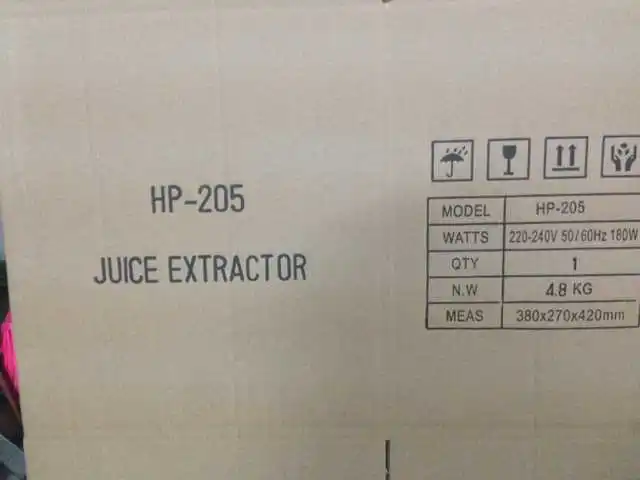 HP-205
JUICE EXTRACTOR
MODEL HP-205
WATTS 220-240V 50/60Hz 180W
QTY 1
N.W 4.8 KG
MEAS 380x270x420mm